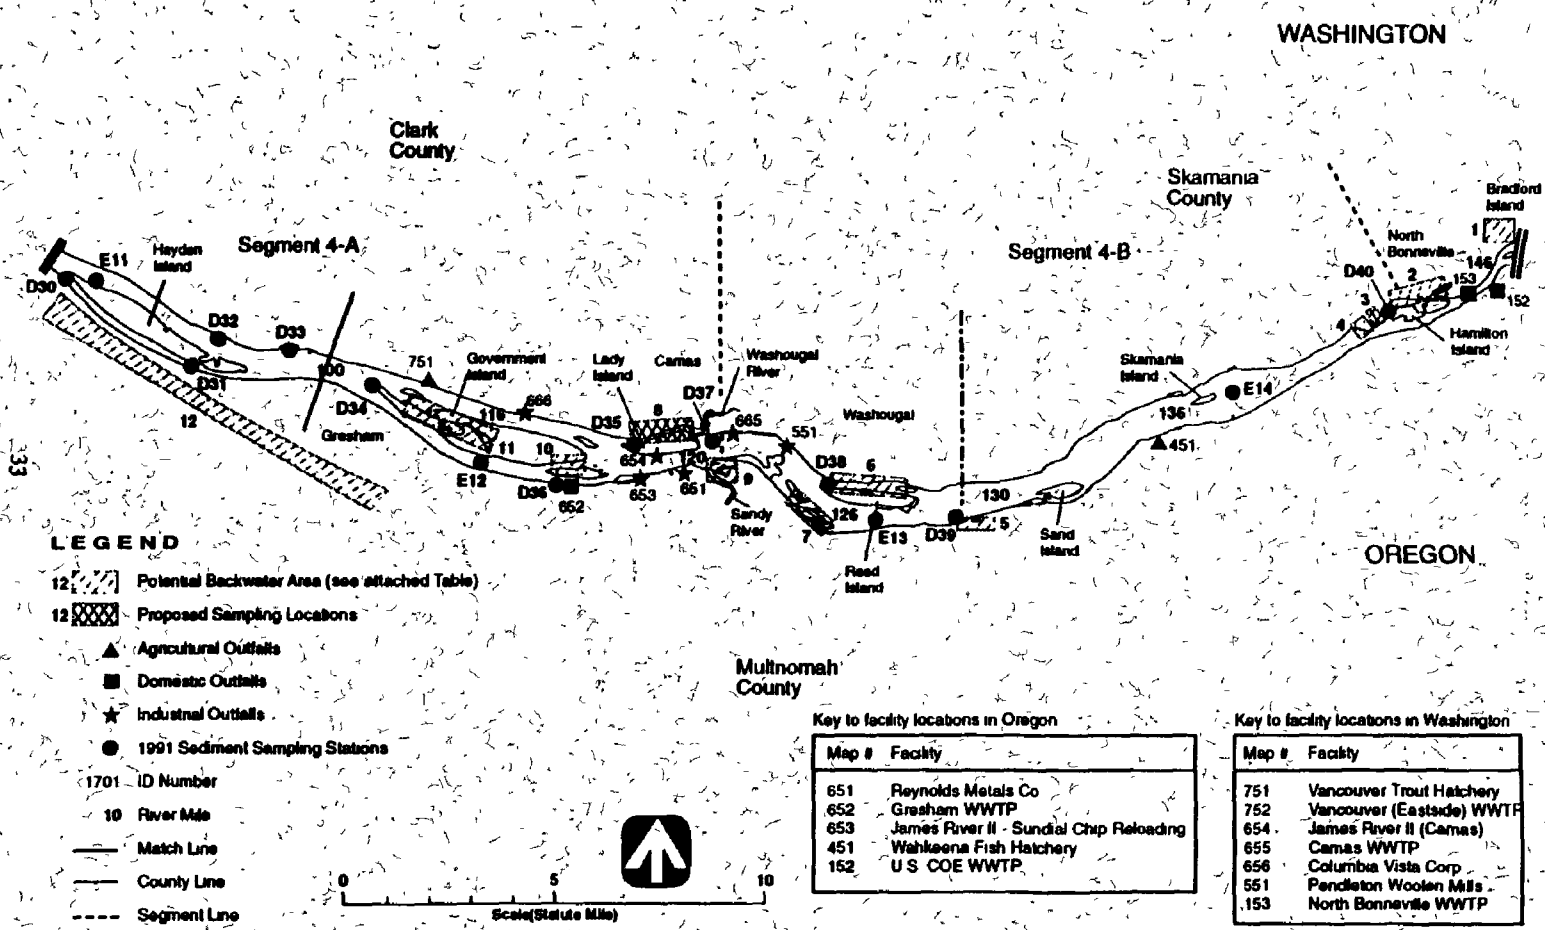 WASHINGTON
Clark
County
Skamania
County
Bradford
Island
Hayden
Island
Segment 4-A
Segment 4-B
North
Bonneville
1
146
E11
D30
D40
2
153
152
3
4
Hamilton
Island
D32
D33
751
Government
Island
Lady
Island
Camas
Washougal
River
Skamania
Island
D31
100
D34
12
Gresham
116
666
D35
8
D37
665
551
Washougal
E14
136
451
11
10
E12
D36
652
654
653
120
651
9
Sandy
River
D38
6
7
126
E13
D39
130
5
Reed
Island
Sand
Island
33
OREGON
Multnomah
County
LEGEND
12 Potential Backwater Area (see attached Table)
12 Proposed Sampling Locations
Agricultural Outfalls
Domestic Outfalls
Industrial Outfalls
1991 Sediment Sampling Stations
1701 ID Number
10 River Mile
Match Line
County Line
Segment Line
0 5 10
Scale(Statute Mile)
Key to facility locations in Oregon
Map # Facility
651 Reynolds Metals Co
652 Gresham WWTP
653 James River II - Sundial Chip Reloading
451 Wahkeena Fish Hatchery
152 U S COE WWTP
Key to facility locations in Washington
Map # Facility
751 Vancouver Trout Hatchery
752 Vancouver (Eastside) WWTP
654 James River II (Camas)
655 Camas WWTP
656 Columbia Vista Corp
551 Pendleton Woolen Mills
153 North Bonneville WWTP